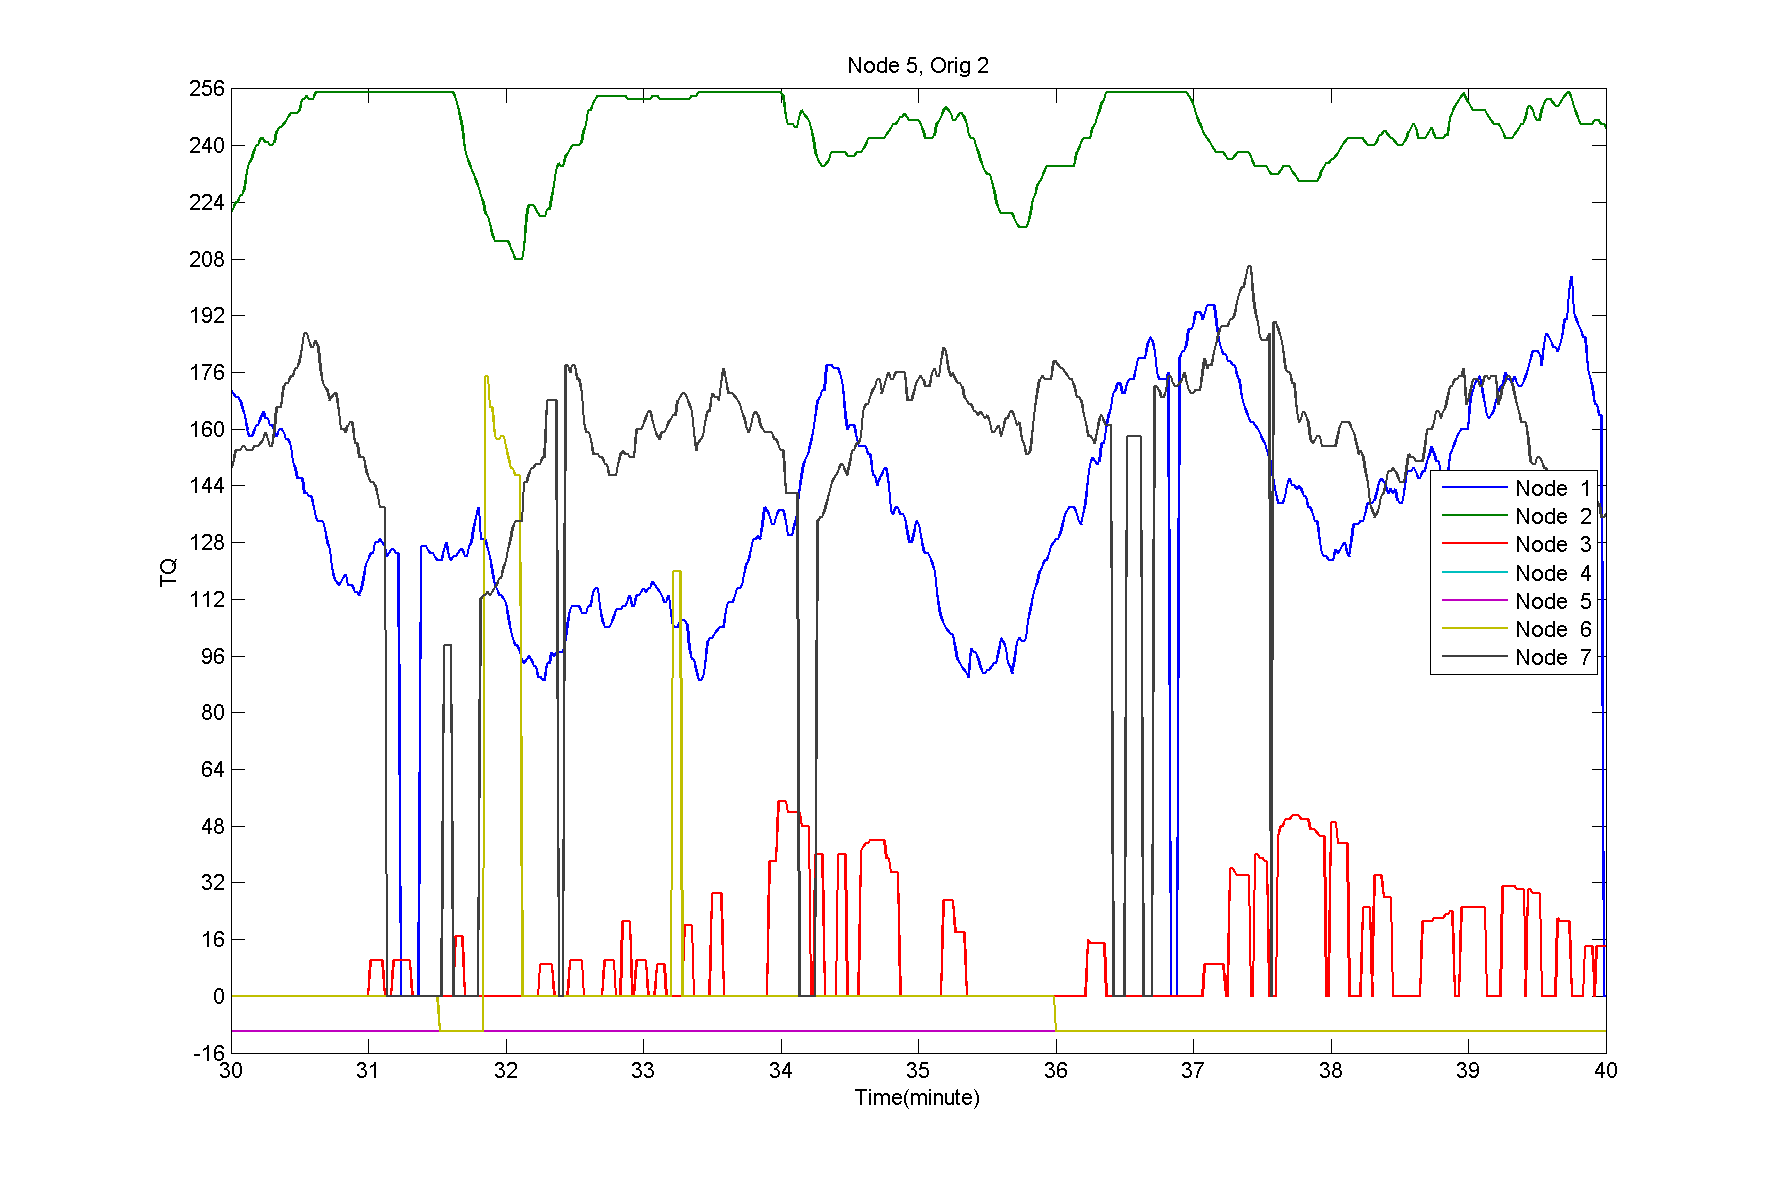 Node 5, Orig 2
256
240
224
208
192
176
160
144
128
112
96
80
64
48
32
16
0
-16
TQ
Node 1
Node 2
Node 3
Node 4
Node 5
Node 6
Node 7
30 31 32 33 34 35 36 37 38 39 40
Time(minute)